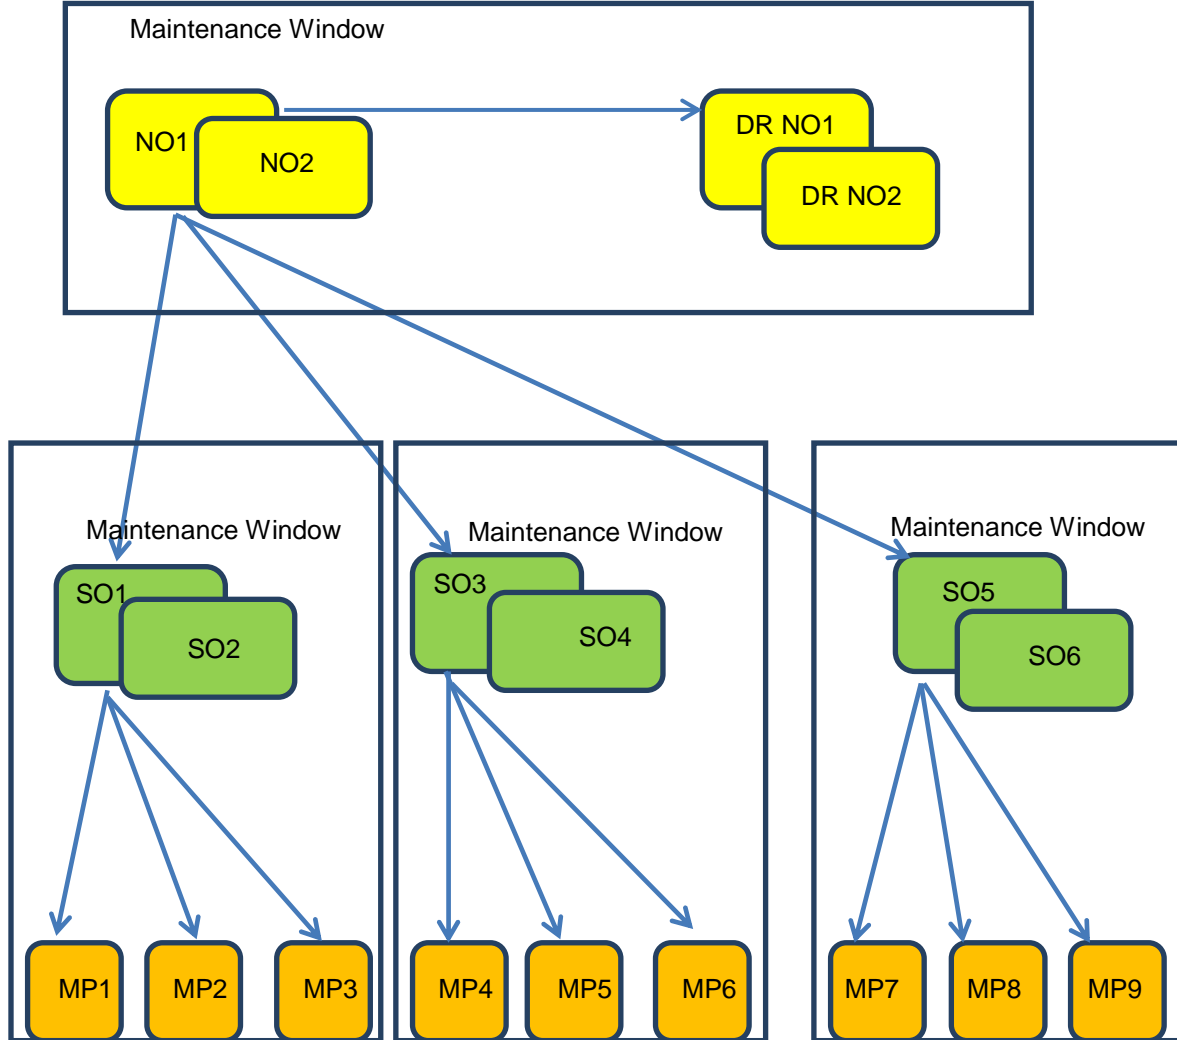 Maintenance Window
NO1
NO2
DR NO1
DR NO2
Maintenance Window
SO1
SO2
Maintenance Window
SO3
SO4
Maintenance Window
SO5
SO6
MP1
MP2
MP3
MP4
MP5
MP6
MP7
MP8
MP9